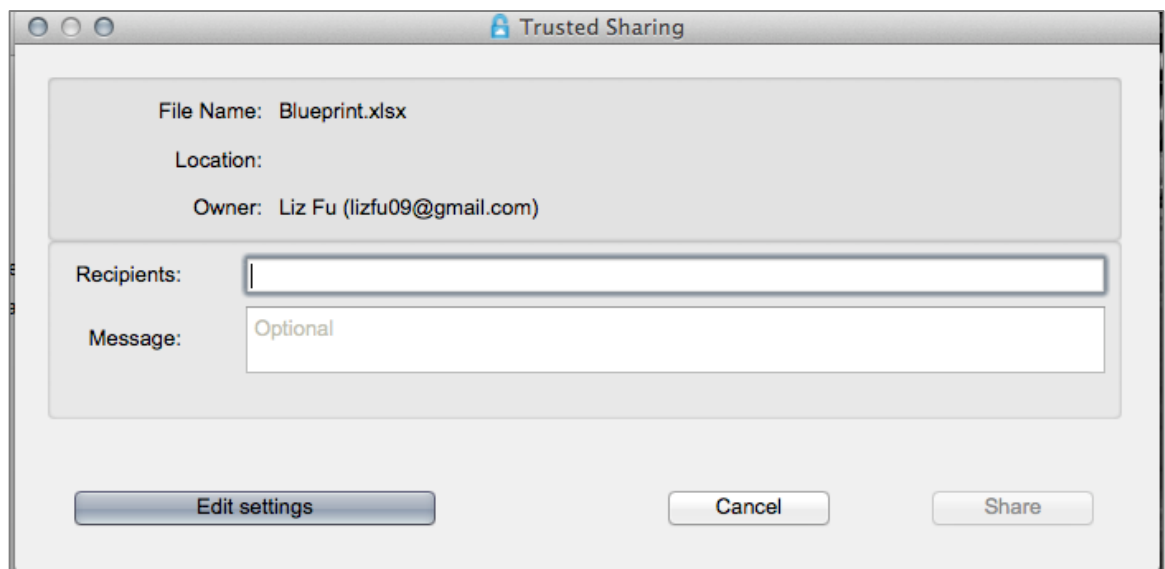 Trusted Sharing
File Name: Blueprint.xlsx
Location:
Owner: Liz Fu (lizfu09@gmail.com)
Recipients:
Message: Optional
Edit settings Cancel Share